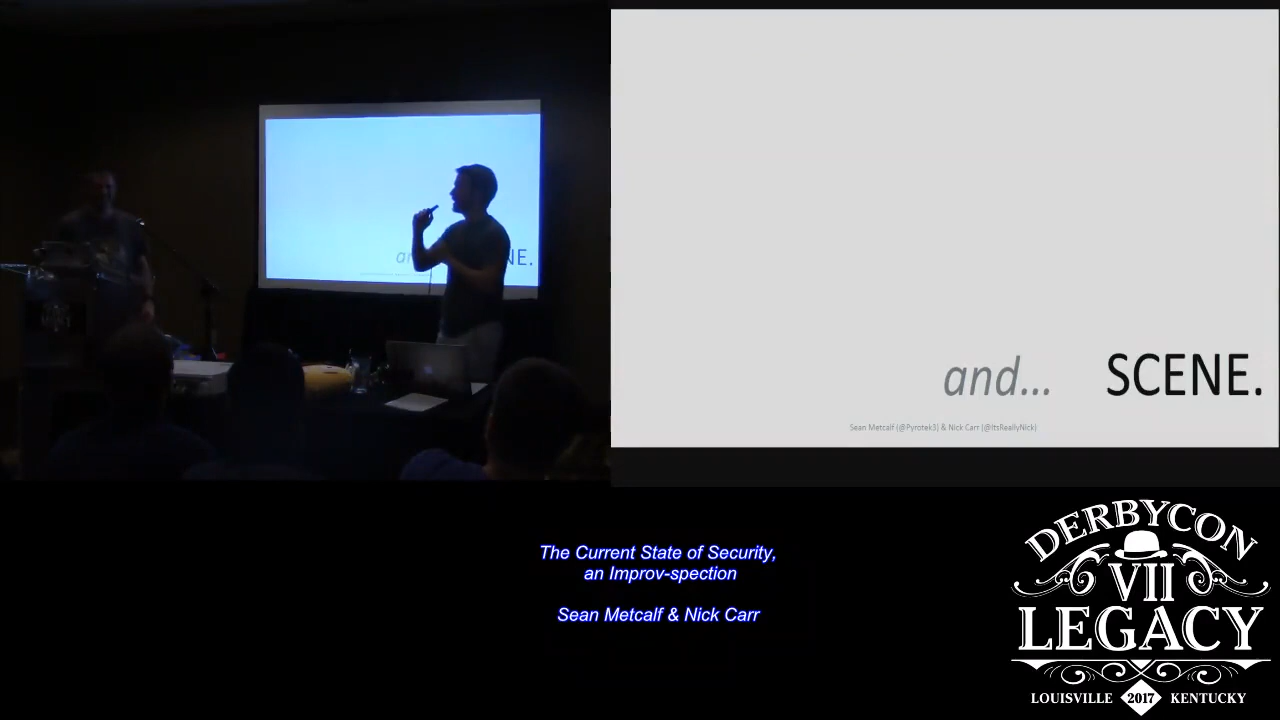 and... SCENE.
Sean Metcalf (@Pyrotek3) & Nick Carr (@ItsReallyNick)
The Current State of Security,
an Improv-spection
Sean Metcalf & Nick Carr
DERBYCON
VII
LEGACY
LOUISVILLE 2017 KENTUCKY